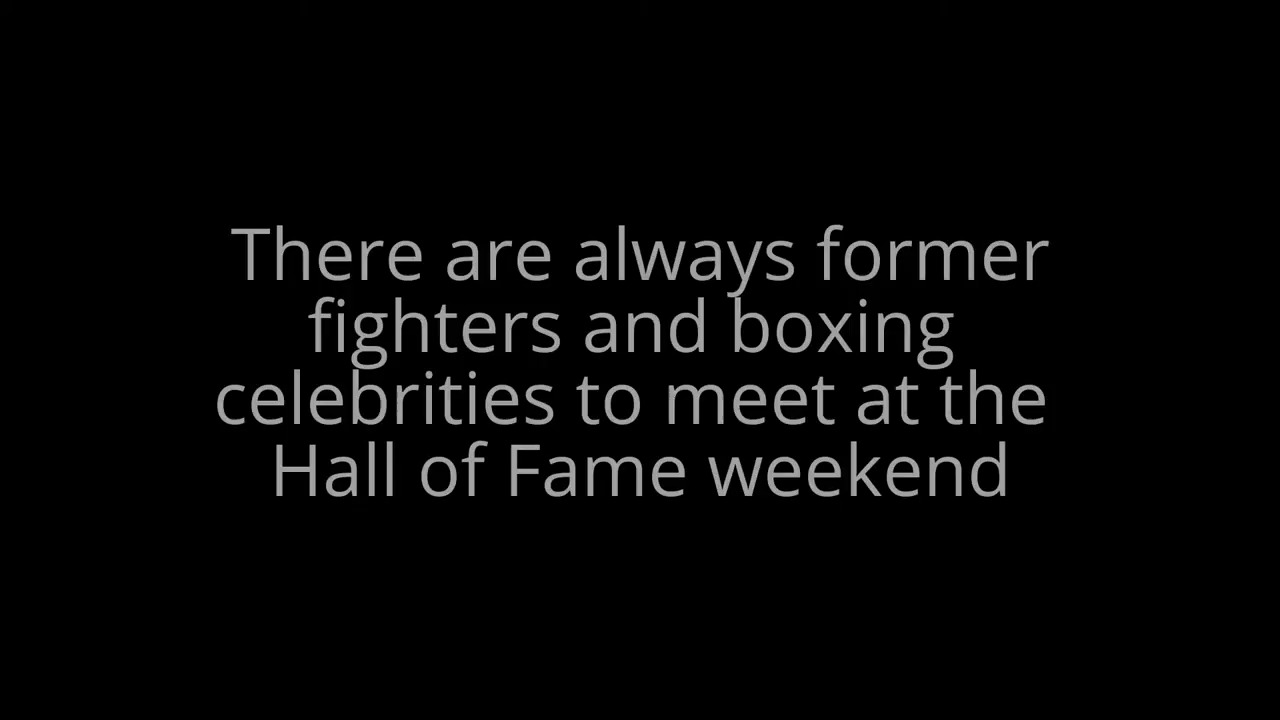 There are always former
fighters and boxing
celebrities to meet at the
Hall of Fame weekend